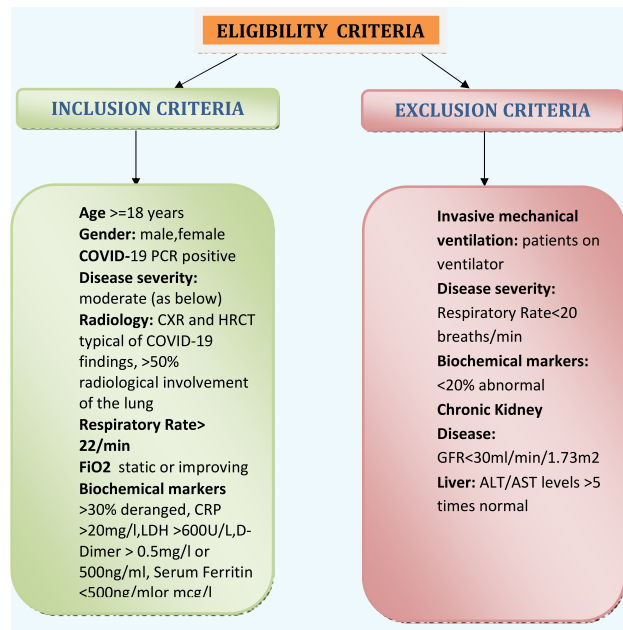 ELIGIBILITY CRITERIA
INCLUSION CRITERIA
Age >=18 years
Gender: male,female
COVID-19 PCR positive
Disease severity:
moderate (as below)
Radiology: CXR and HRCT
typical of COVID-19
findings, >50%
radiological involvement
of the lung
Respiratory Rate>
22/min
FiO2 static or improving
Biochemical markers
>30% deranged, CRP
>20mg/l,LDH >600U/L,D-
Dimer > 0.5mg/l or
500ng/ml, Serum Ferritin
<500ng/mlor mcg/l
EXCLUSION CRITERIA
Invasive mechanical
ventilation: patients on
ventilator
Disease severity:
Respiratory Rate<20
breaths/min
Biochemical markers:
<20% abnormal
Chronic Kidney
Disease:
GFR<30ml/min/1.73m2
Liver: ALT/AST levels >5
times normal